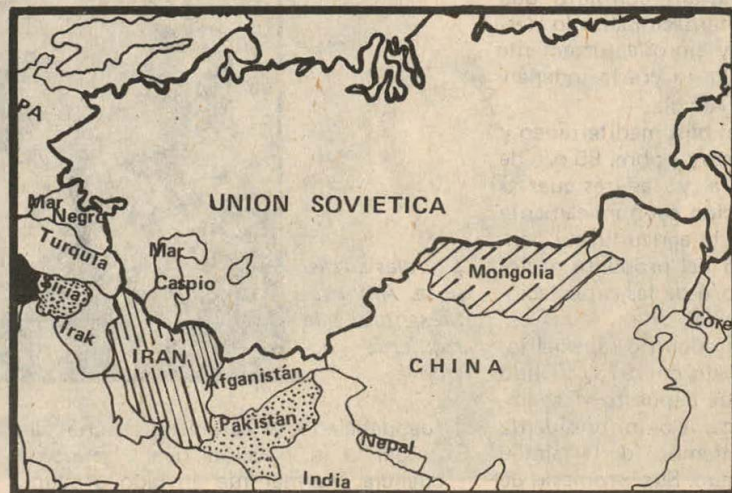 PA
UNION SOVIETICA
Mar
Negro
Turquía
Mar
Caspio
Mongolia
Siria
Irak
IRAN
Afganistán
CHINA
Core
Pakistán
Nepal
India